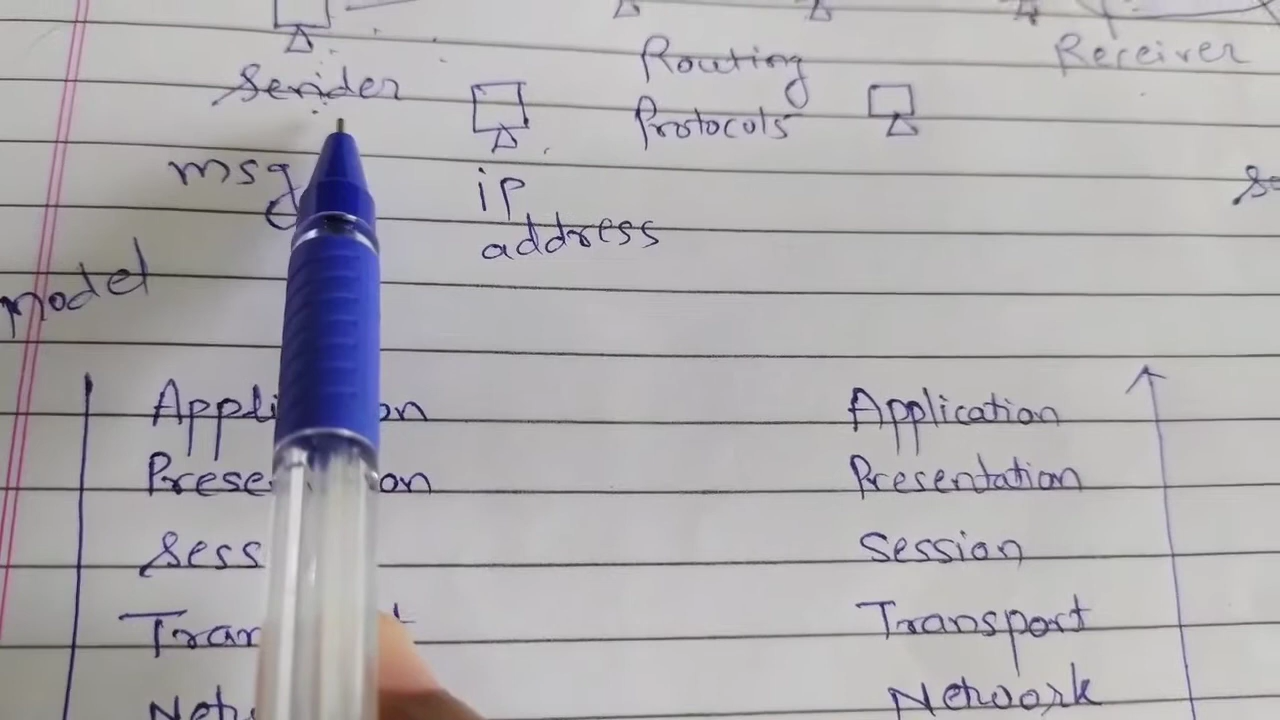 Sender
Routing
Protocols
Receiver
msg
ip
address
model
Application
Presentation
Session
Transport
Network